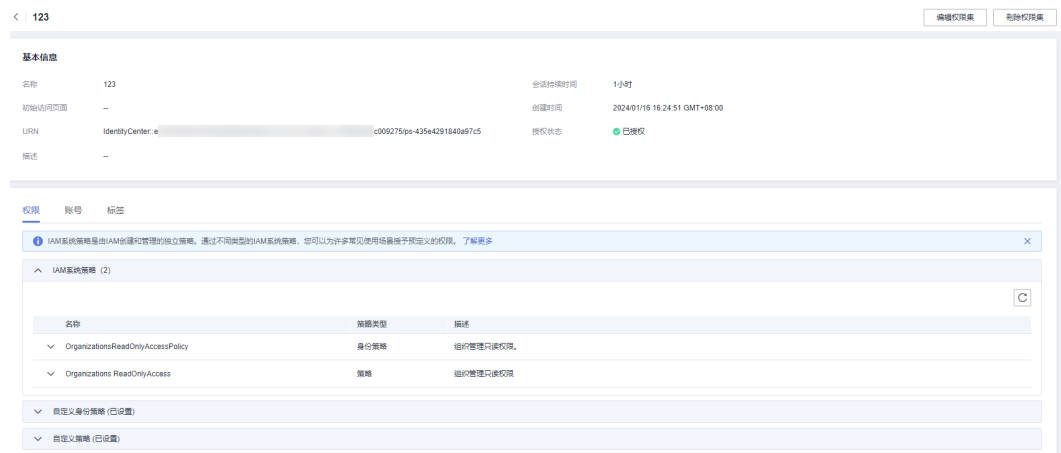 123 编辑权限集 删除权限集
基本信息
名称 123 会话持续时间 1小时
初始访问页面 -- 创建时间 2024/01/16 16:24:51 GMT+08:00
URN IdentityCenter::e c009275/ps-435e4291840a97c5 授权状态 已授权
描述 --
权限 账号 标签
IAM系统策略是由IAM创建和管理的独立策略。通过不同类型的IAM系统策略，您可以为许多常见使用场景授予预定义的权限。 了解更多
IAM系统策略（2）
名称 策略类型 描述
OrganizationsReadOnlyAccessPolicy 身份策略 组织管理只读权限。
Organizations ReadOnlyAccess 策略 组织管理只读权限
自定义身份策略 (已设置)
自定义策略 (已设置)